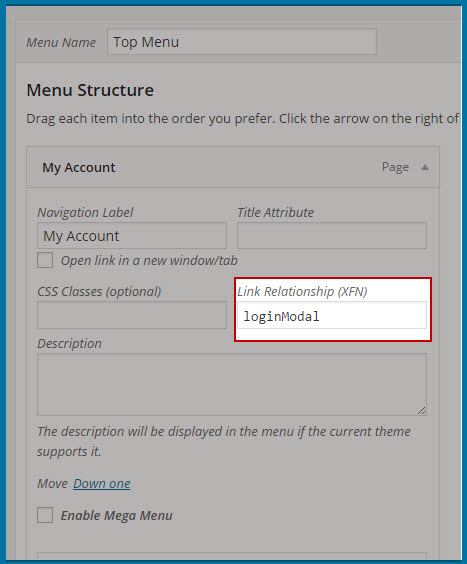 Menu Name Top Menu
Menu Structure
Drag each item into the order you prefer. Click the arrow on the right of
My Account Page
Navigation Label Title Attribute
My Account
Open link in a new window/tab
CSS Classes (optional) Link Relationship (XFN)
loginModal
Description
The description will be displayed in the menu if the current theme
supports it.
Move Down one
Enable Mega Menu